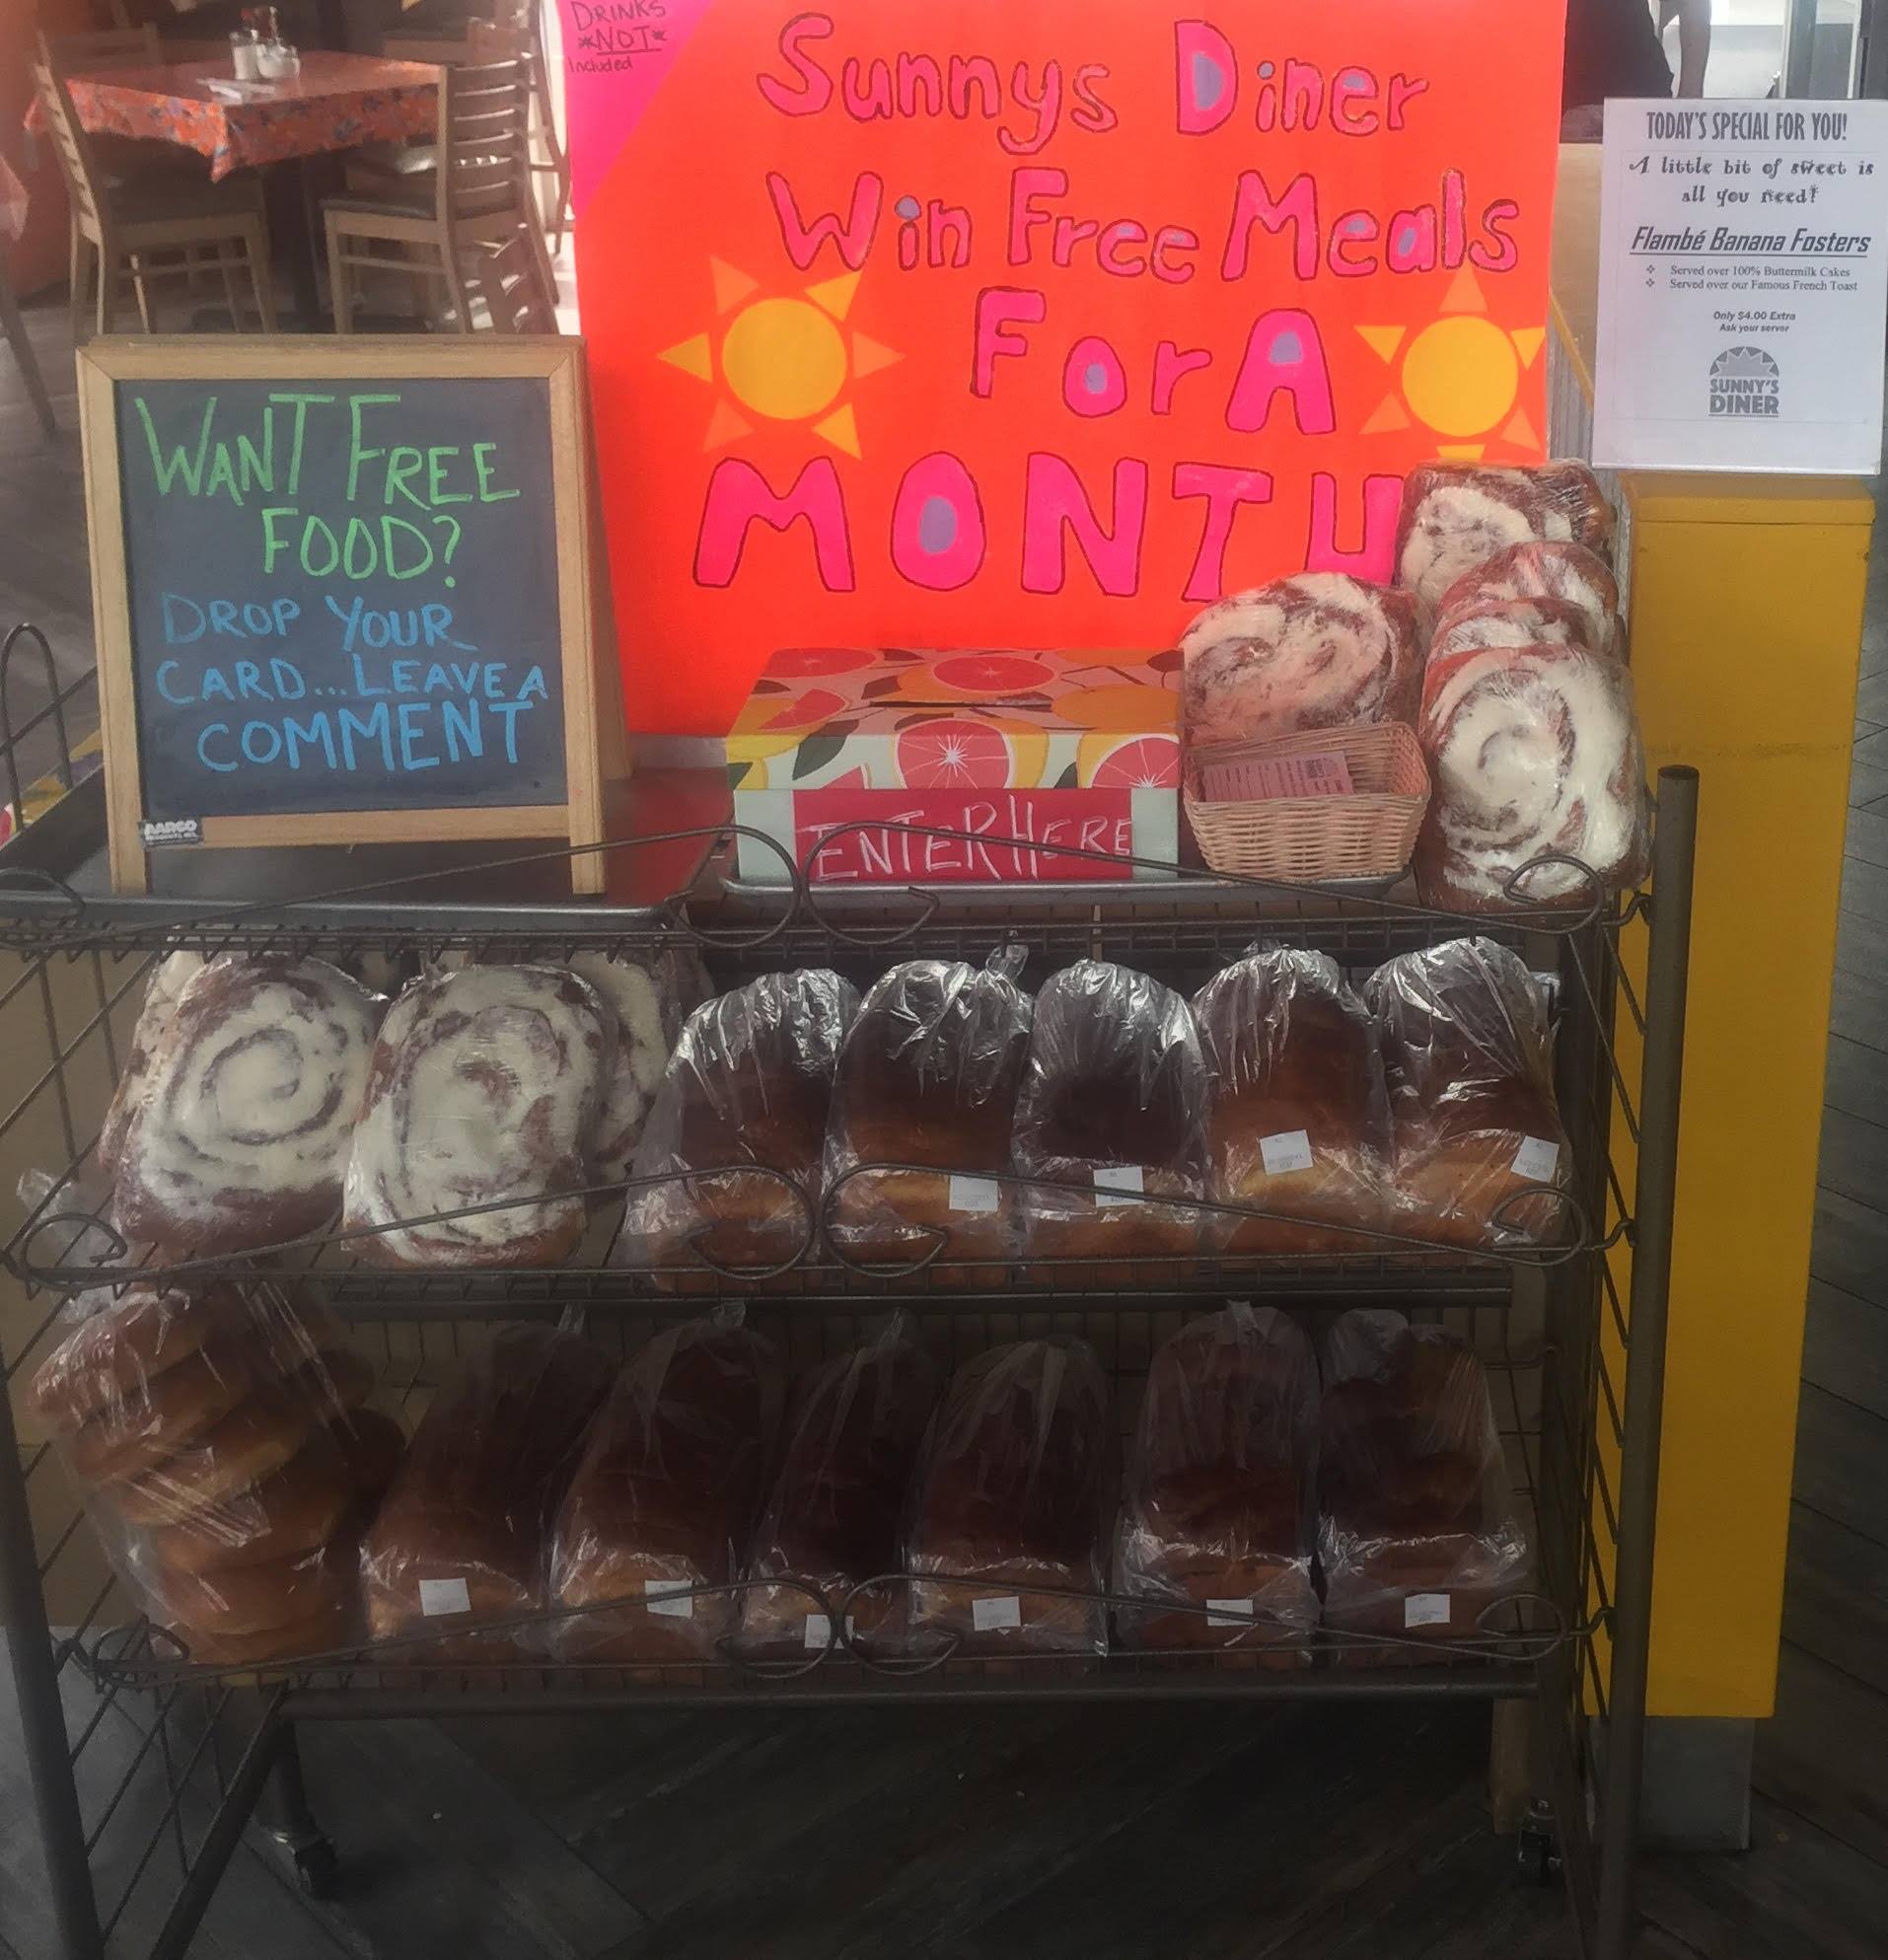 DRINKS
*NOT*
Included
Sunnys Diner
Win Free Meals
For A
MONTH
TODAY'S SPECIAL FOR YOU!
A little bit of sweet is
all you need!
Flambé Banana Fosters
❖ Served over 100% Buttermilk Cakes
❖ Served over our Famous French Toast
Only $4.00 Extra
Ask your server
SUNNY'S
DINER
WANT FREE
FOOD?
DROP YOUR
CARD...LEAVE A
COMMENT
AARCO
ENTER HERE